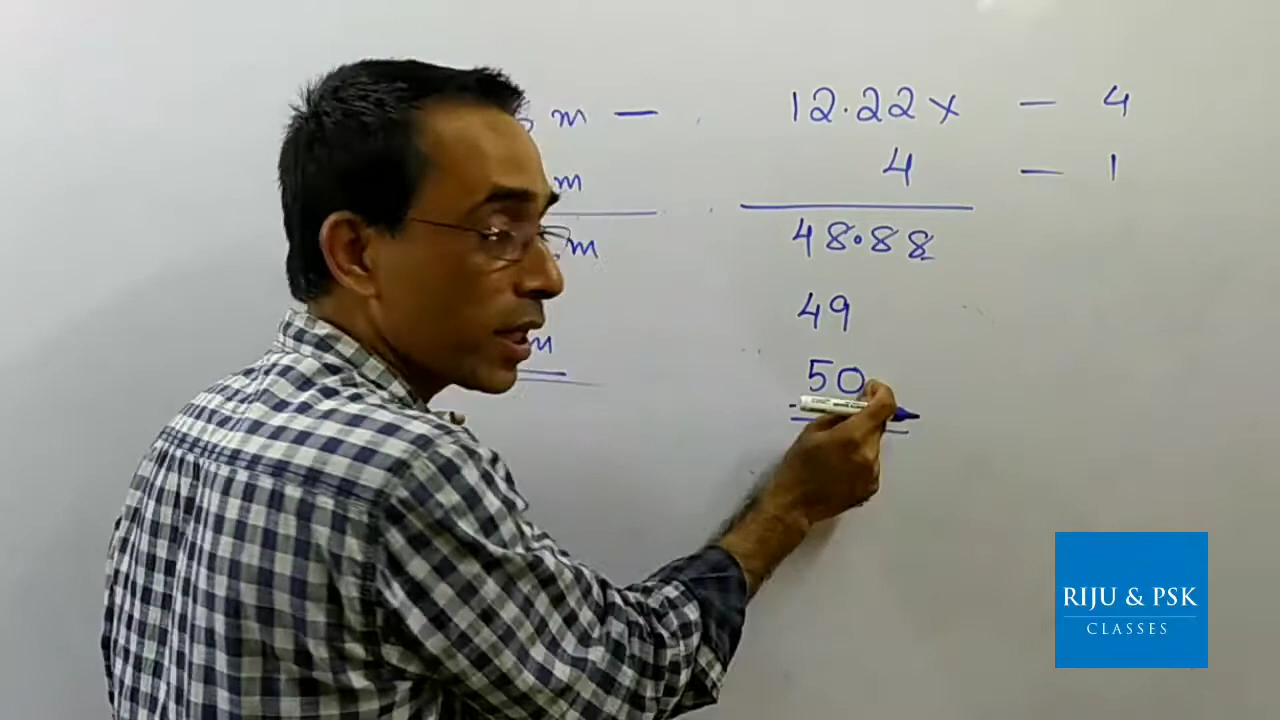 m — 12.22 x — 4
m 4 — 1
.m 48.88
49
m 50
RIJU & PSK
CLASSES